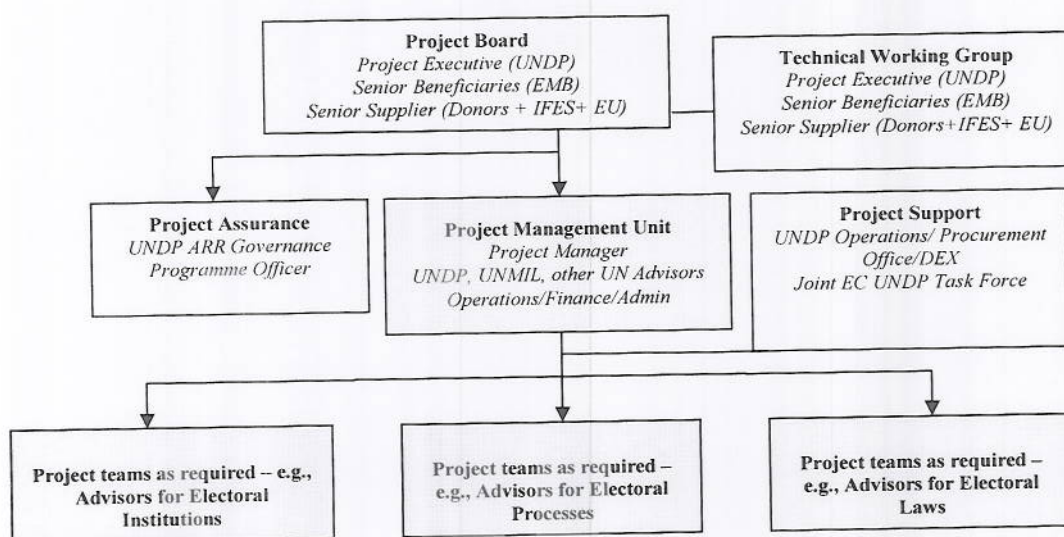 Project Board
Project Executive (UNDP)
Senior Beneficiaries (EMB)
Senior Supplier (Donors + IFES+ EU)
Technical Working Group
Project Executive (UNDP)
Senior Beneficiaries (EMB)
Senior Supplier (Donors+IFES+ EU)
Project Assurance
UNDP ARR Governance
Programme Officer
Project Management Unit
Project Manager
UNDP, UNMIL, other UN Advisors
Operations/Finance/Admin
Project Support
UNDP Operations/ Procurement
Office/DEX
Joint EC UNDP Task Force
Project teams as required – e.g.,
Advisors for Electoral
Institutions
Project teams as required –
e.g., Advisors for Electoral
Processes
Project teams as required –
e.g., Advisors for Electoral
Laws